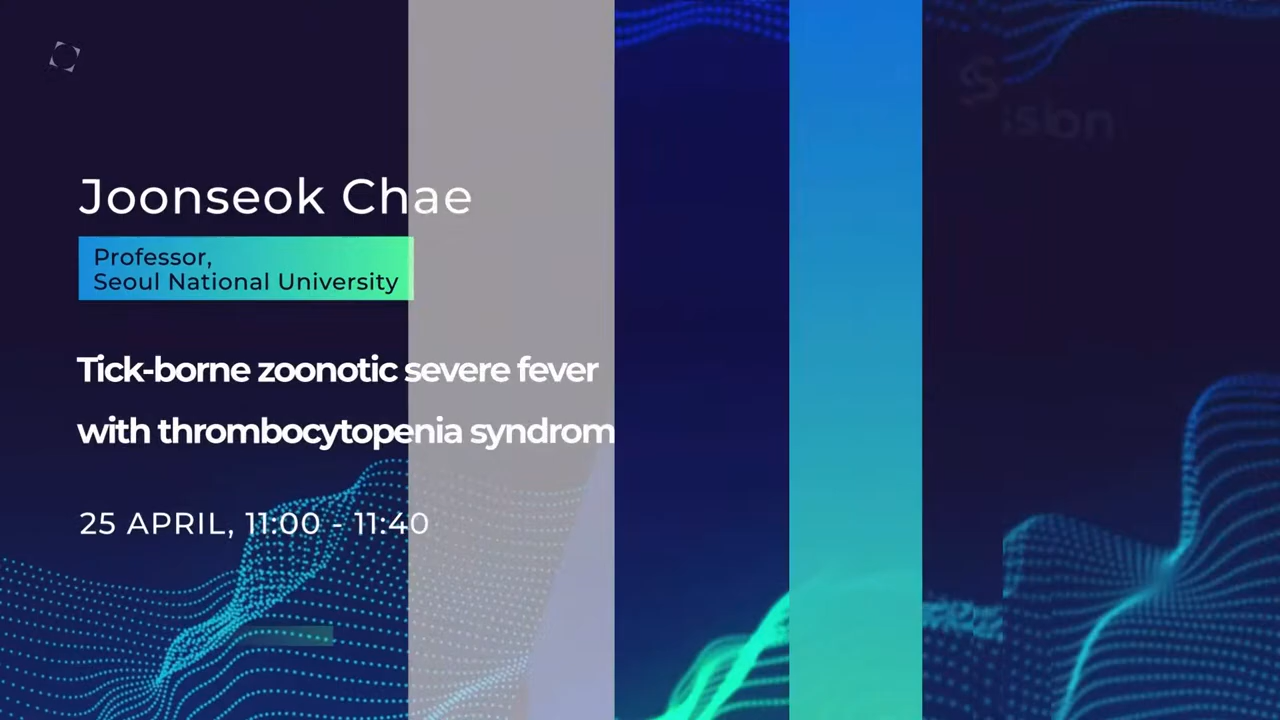 Joonseok Chae
Professor,
Seoul National University
Tick-borne zoonotic severe fever
with thrombocytopenia syndrom
25 APRIL, 11:00 - 11:40